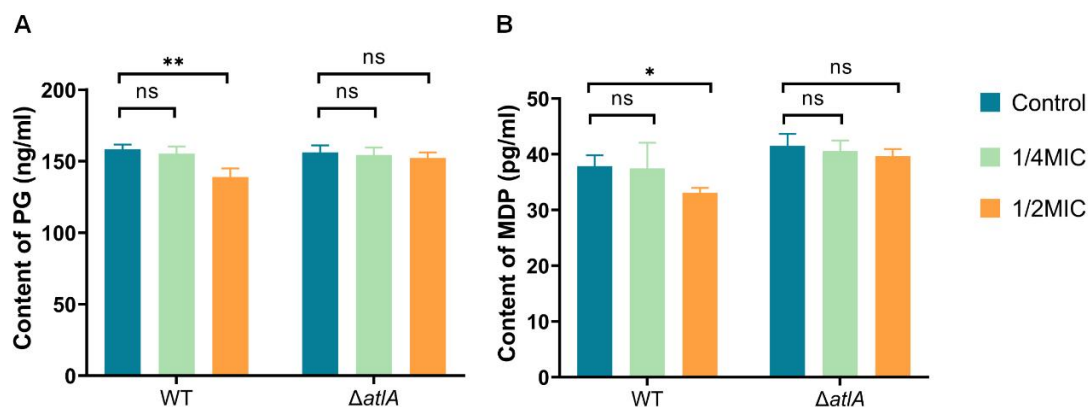 A
Content of PG (ng/ml)
200
150
100
50
0
**
ns
ns
ns
WT
ΔatlA
B
Content of MDP (pg/ml)
50
40
30
20
10
0
*
ns
ns
ns
WT
ΔatlA
Control
1/4MIC
1/2MIC